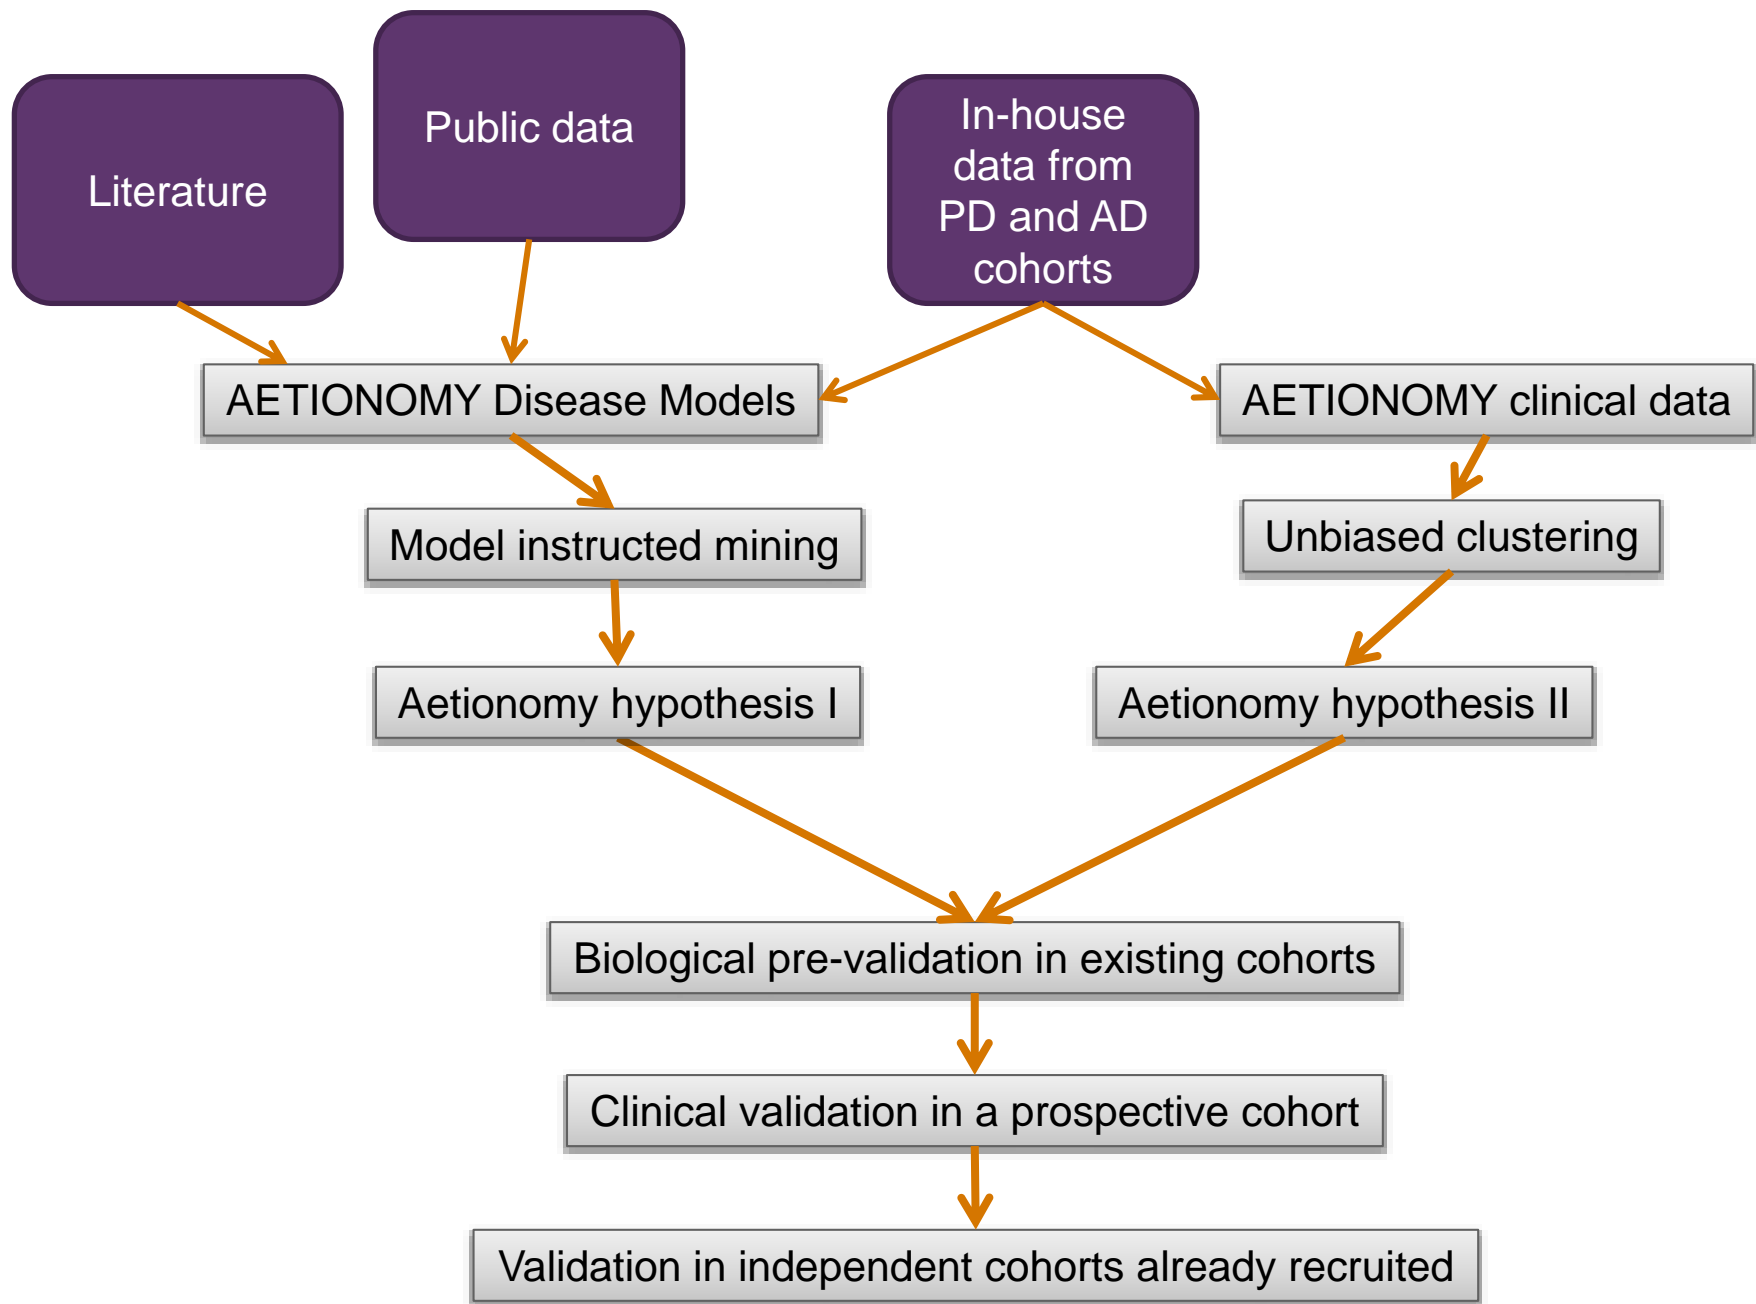 Literature
Public data
In-house
data from
PD and AD
cohorts
AETIONOMY Disease Models
AETIONOMY clinical data
Model instructed mining
Unbiased clustering
Aetionomy hypothesis I
Aetionomy hypothesis II
Biological pre-validation in existing cohorts
Clinical validation in a prospective cohort
Validation in independent cohorts already recruited